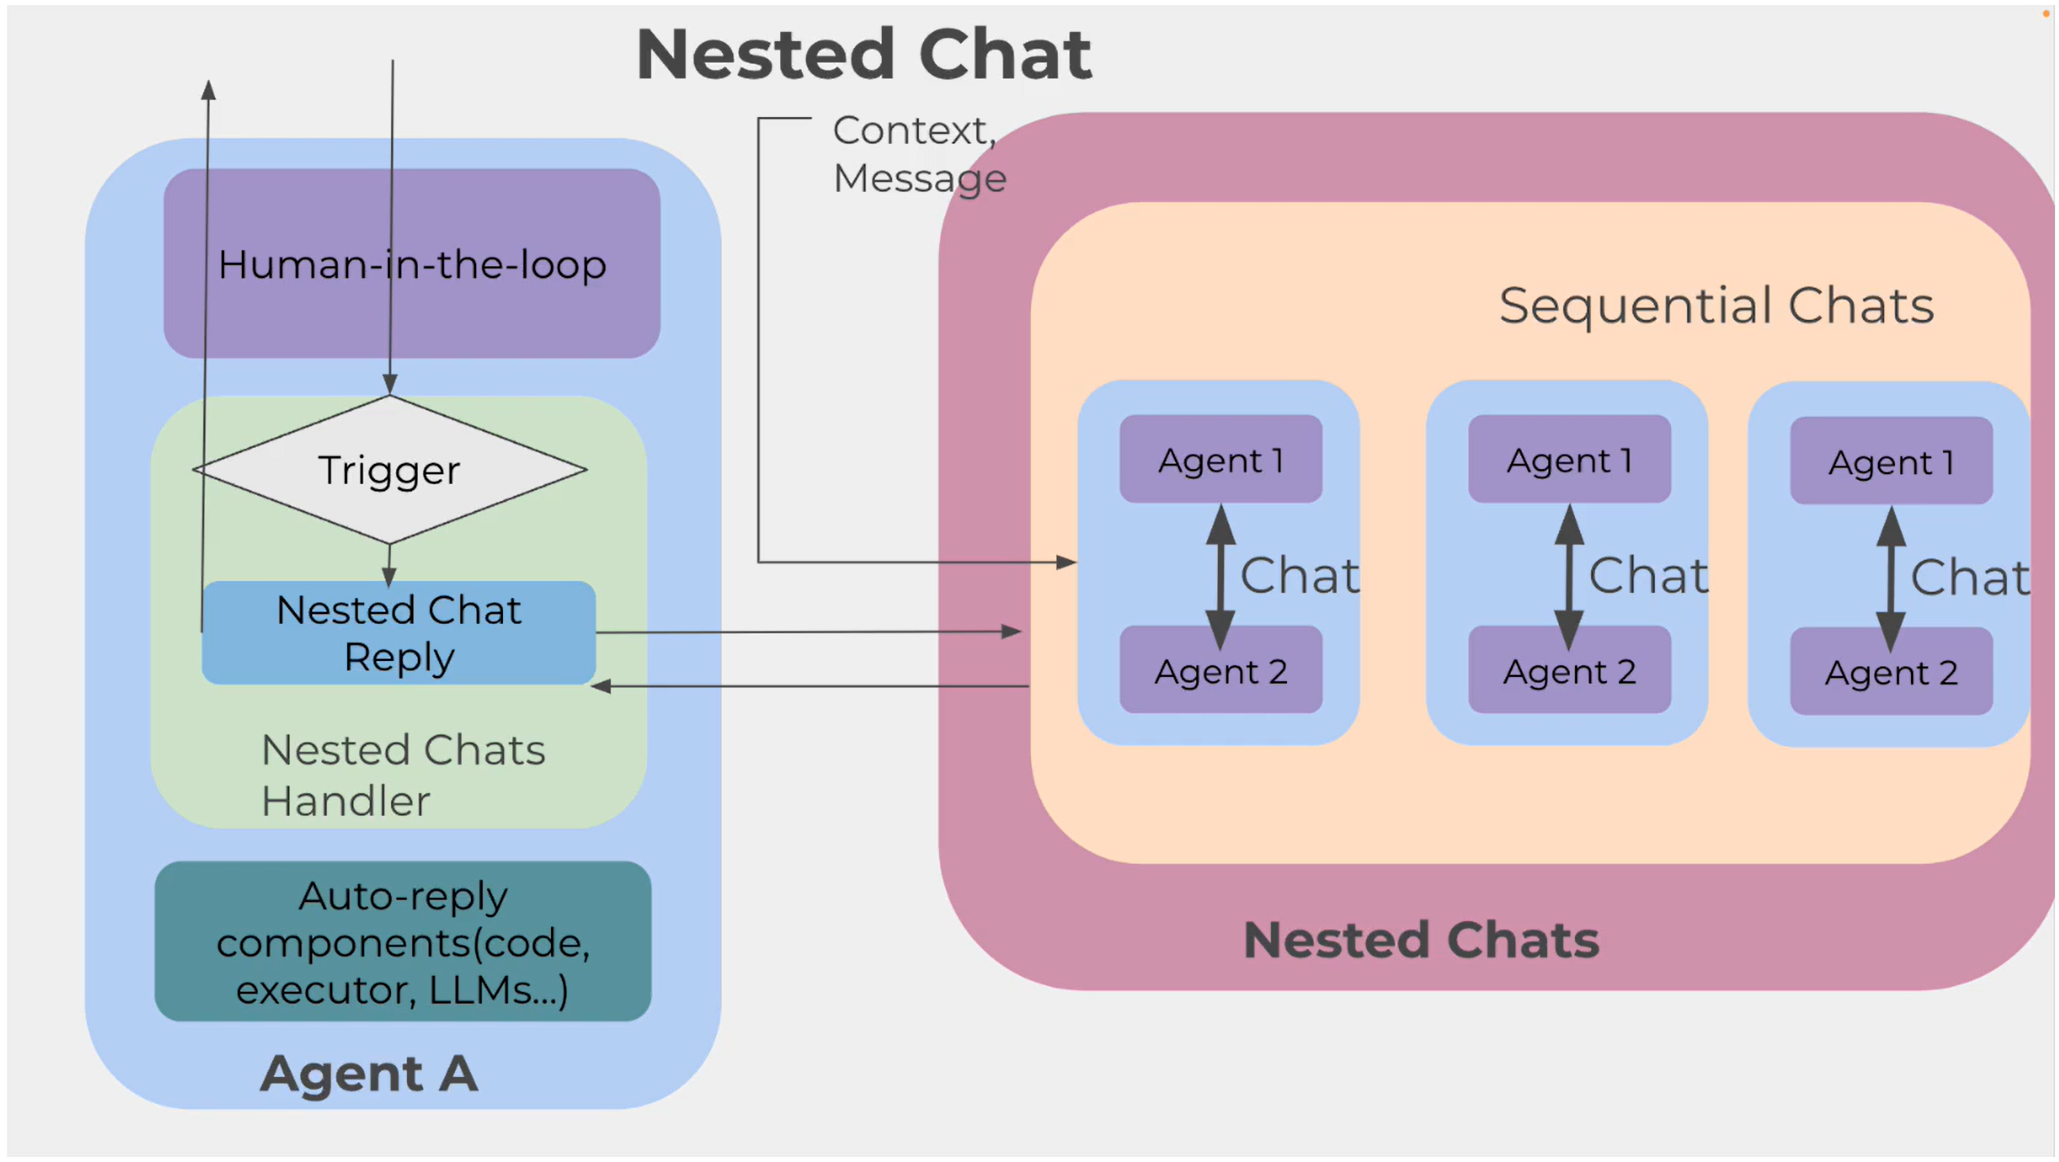 Nested Chat
Context,
Message
Human-in-the-loop
Trigger
Nested Chat
Reply
Nested Chats
Handler
Auto-reply
components(code,
executor, LLMs...)
Agent A
Sequential Chats
Agent 1
Chat
Agent 2
Agent 1
Chat
Agent 2
Agent 1
Chat
Agent 2
Nested Chats